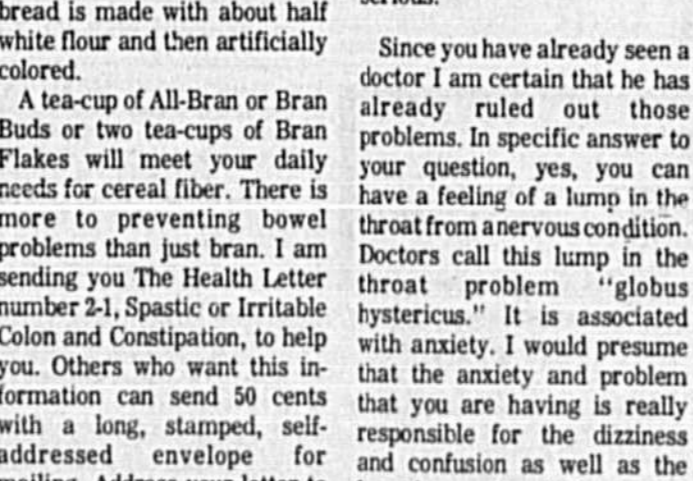 bread is made with about half
white flour and then artificially
colored.
A tea-cup of All-Bran or Bran
Buds or two tea-cups of Bran
Flakes will meet your daily
needs for cereal fiber. There is
more to preventing bowel
problems than just bran. I am
sending you The Health Letter
number 2-1, Spastic or Irritable
Colon and Constipation, to help
you. Others who want this in-
formation can send 50 cents
with a long, stamped, self-
addressed envelope for
mailing. Address your letter to
serious.
Since you have already seen a
doctor I am certain that he has
already ruled out those
problems. In specific answer to
your question, yes, you can
have a feeling of a lump in the
throat from a nervous condition.
Doctors call this lump in the
throat problem "globus
hystericus." It is associated
with anxiety. I would presume
that the anxiety and problem
that you are having is really
responsible for the dizziness
and confusion as well as the